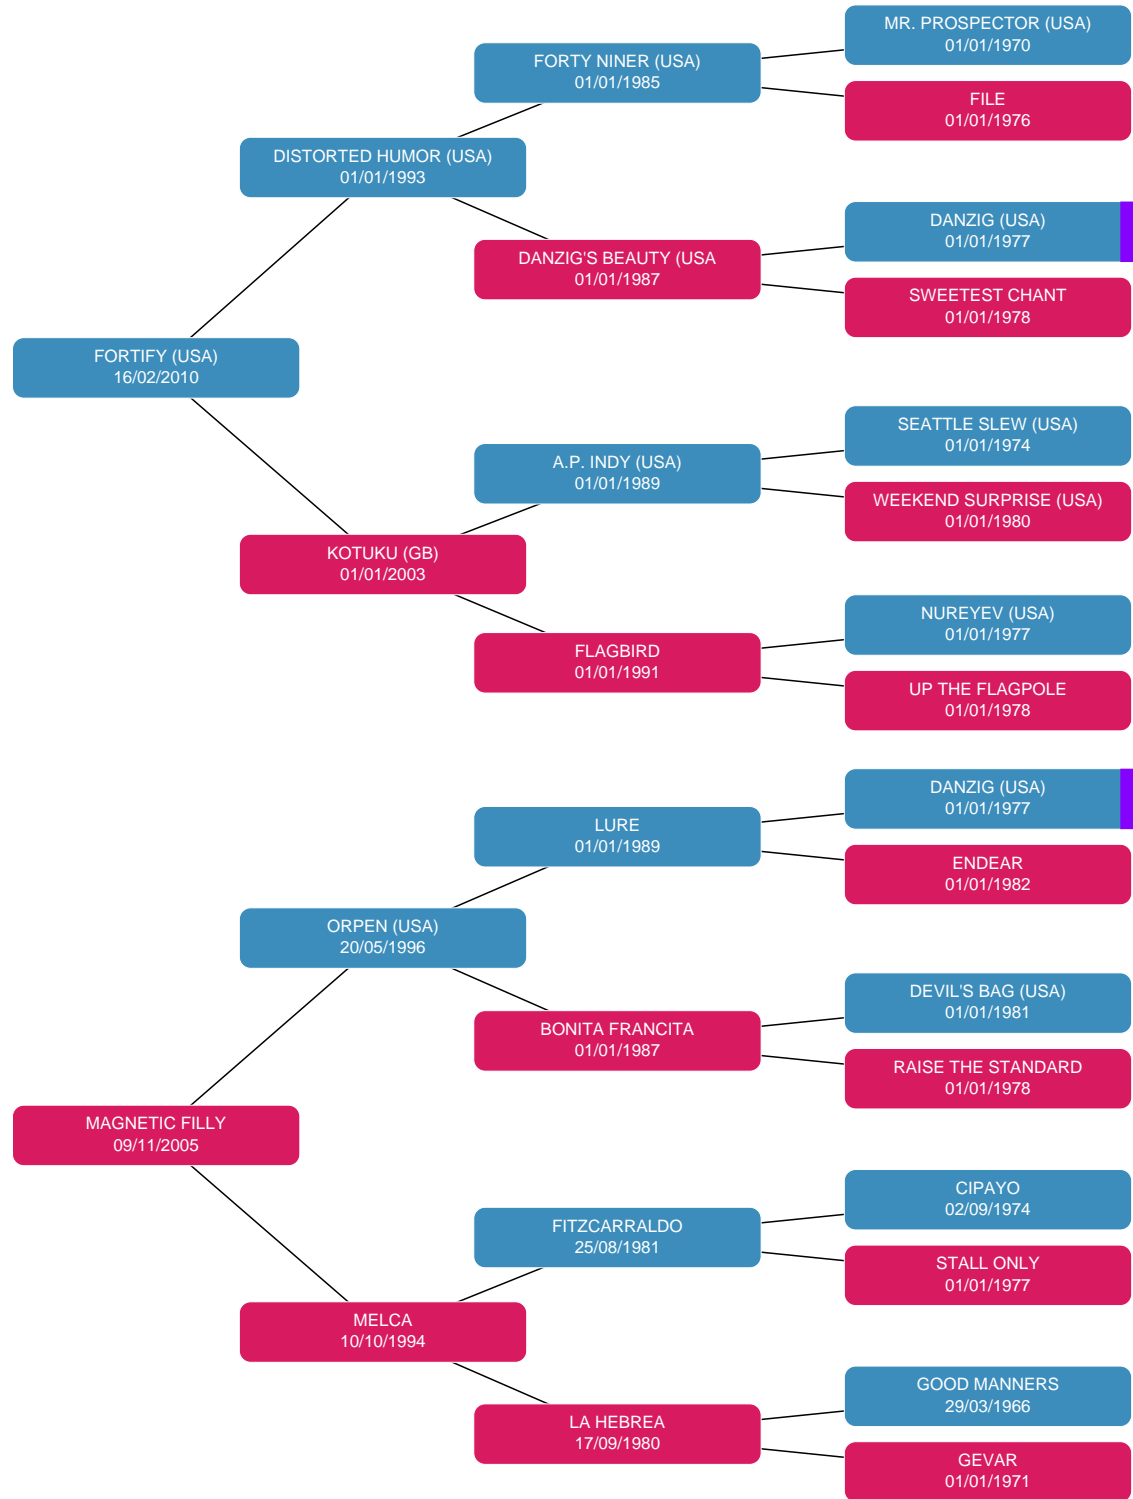 MR. PROSPECTOR (USA)
01/01/1970
FORTY NINER (USA)
01/01/1985
FILE
01/01/1976
DISTORTED HUMOR (USA)
01/01/1993
DANZIG (USA)
01/01/1977
DANZIG'S BEAUTY (USA
01/01/1987
SWEETEST CHANT
01/01/1978
FORTIFY (USA)
16/02/2010
SEATTLE SLEW (USA)
01/01/1974
A.P. INDY (USA)
01/01/1989
WEEKEND SURPRISE (USA)
01/01/1980
KOTUKU (GB)
01/01/2003
NUREYEV (USA)
01/01/1977
FLAGBIRD
01/01/1991
UP THE FLAGPOLE
01/01/1978
DANZIG (USA)
01/01/1977
LURE
01/01/1989
ENDEAR
01/01/1982
ORPEN (USA)
20/05/1996
DEVIL'S BAG (USA)
01/01/1981
BONITA FRANCITA
01/01/1987
RAISE THE STANDARD
01/01/1978
MAGNETIC FILLY
09/11/2005
CIPAYO
02/09/1974
FITZCARRALDO
25/08/1981
STALL ONLY
01/01/1977
MELCA
10/10/1994
GOOD MANNERS
29/03/1966
LA HEBREA
17/09/1980
GEVAR
01/01/1971